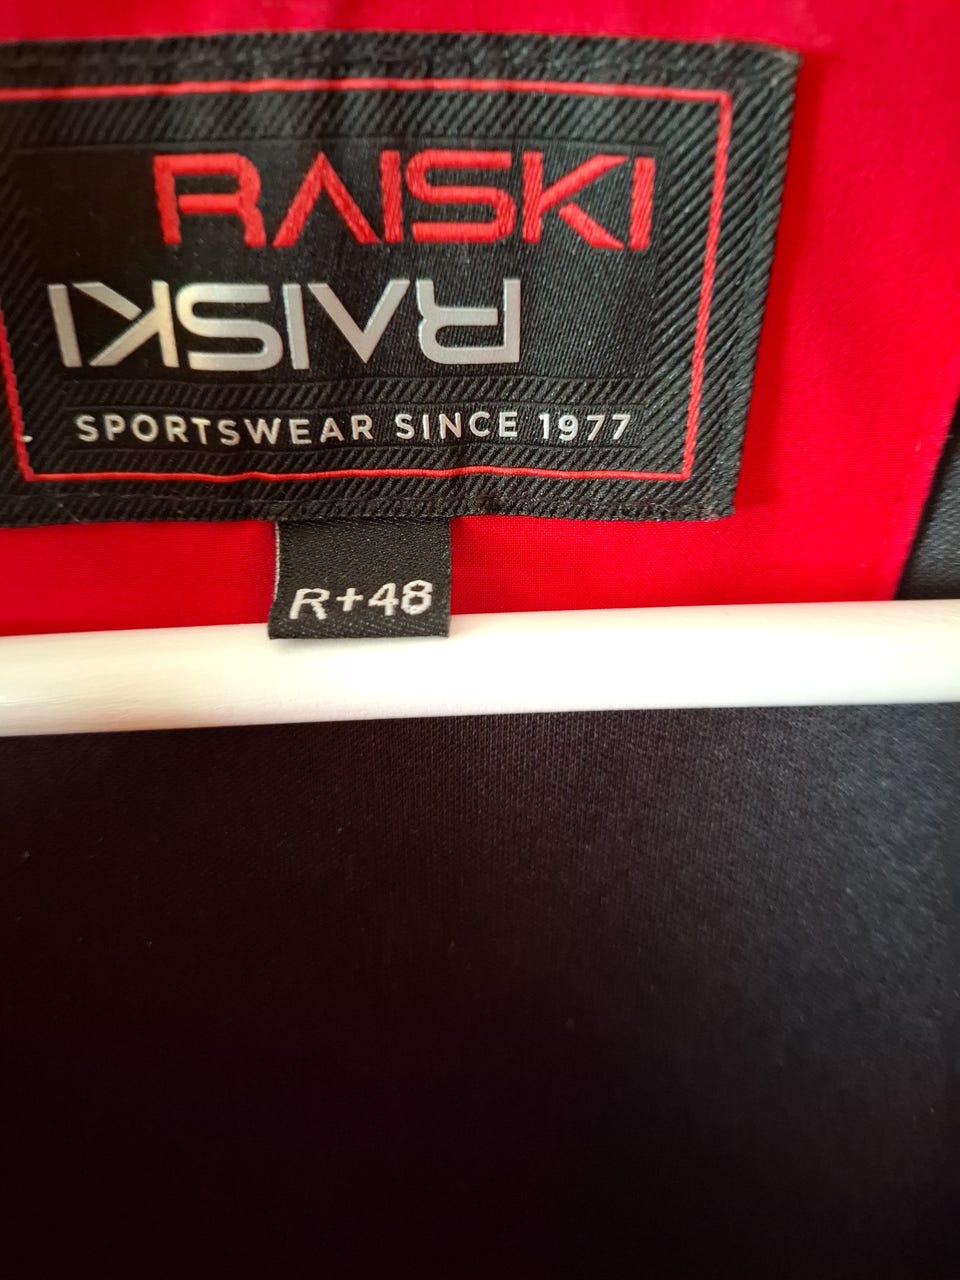 RAISKI
RAISKI
SPORTSWEAR SINCE 1977
R+48